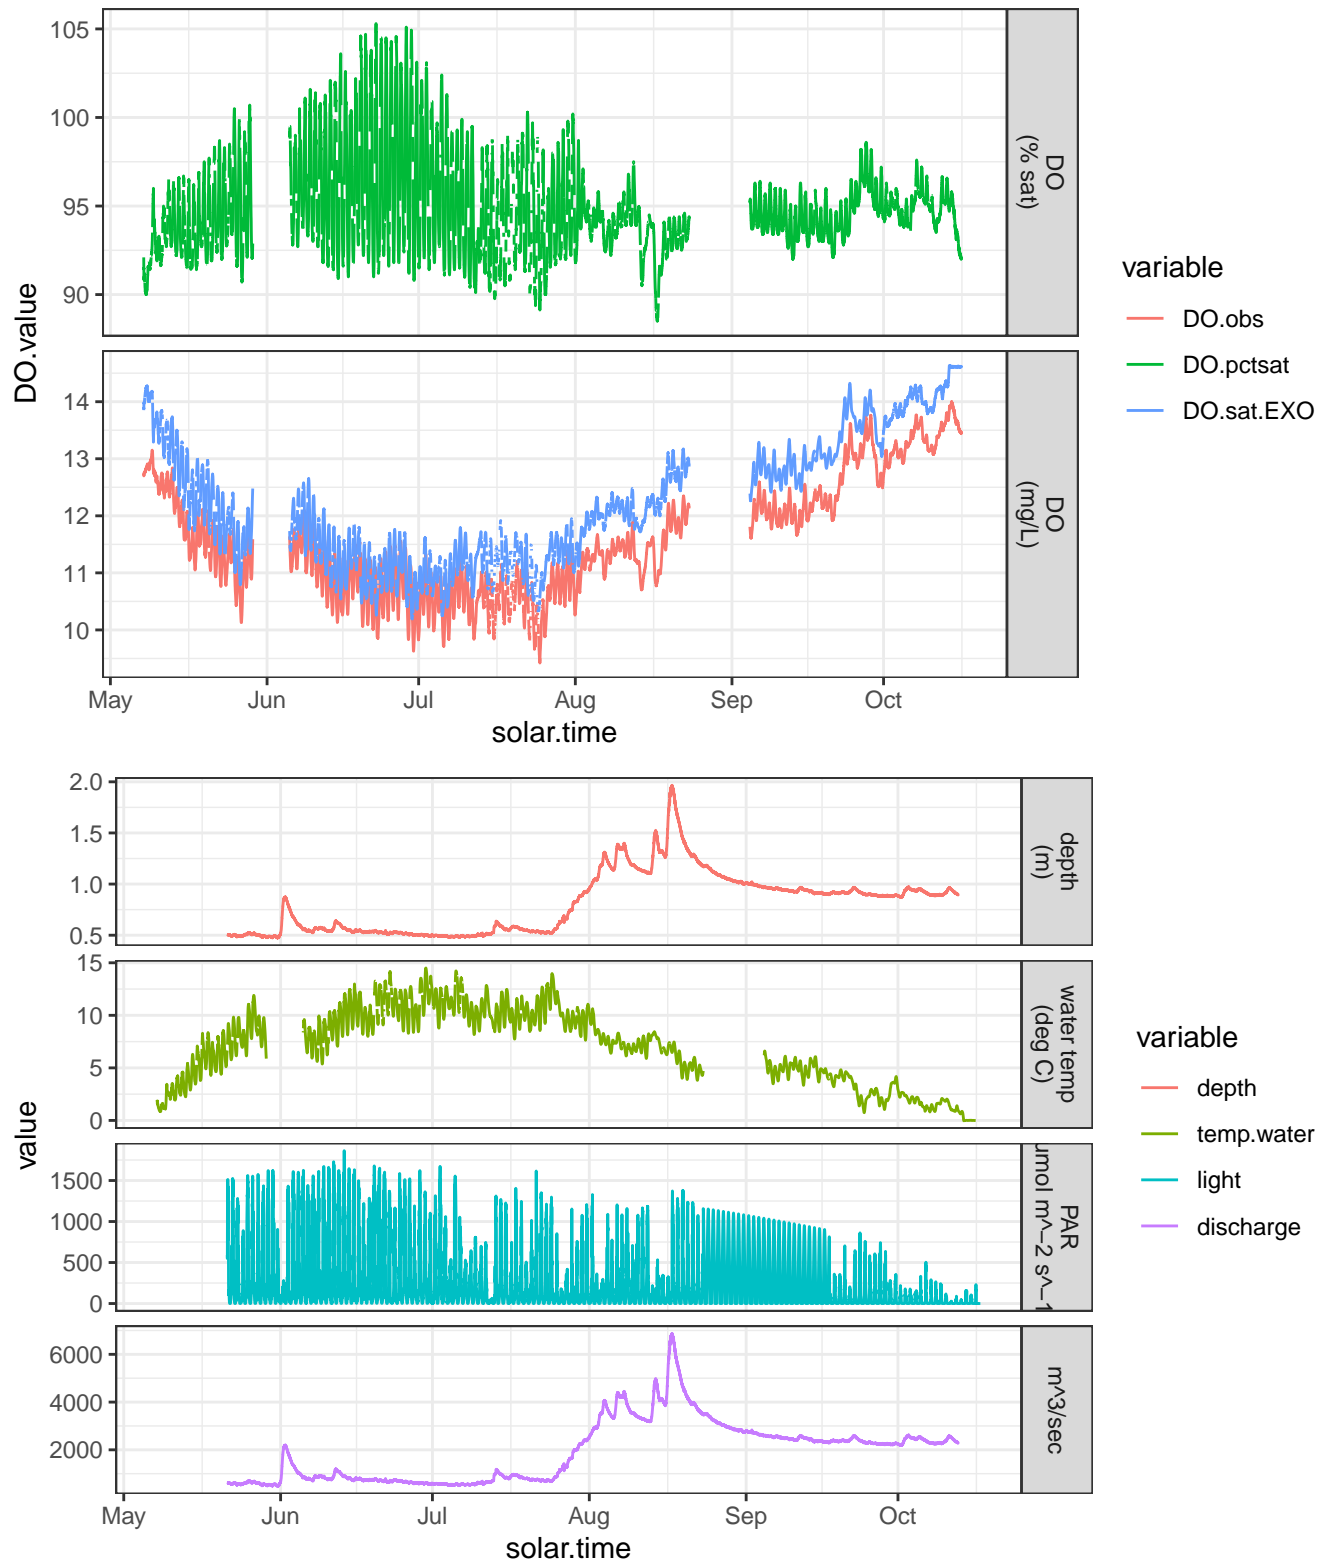 105
100
95
90
DO
(% sat)
DO.value
14
13
12
11
10
DO
(mg/L)
May
Jun
Jul
Aug
Sep
Oct
solar.time
variable
DO.obs
DO.pctsat
DO.sat.EXO
2.0
1.5
1.0
0.5
depth
(m)
15
10
5
0
water temp
(deg C)
value
1500
1000
500
0
PAR
umol m^-2 s^-1
6000
4000
2000
m^3/sec
May
Jun
Jul
Aug
Sep
Oct
solar.time
variable
depth
temp.water
light
discharge